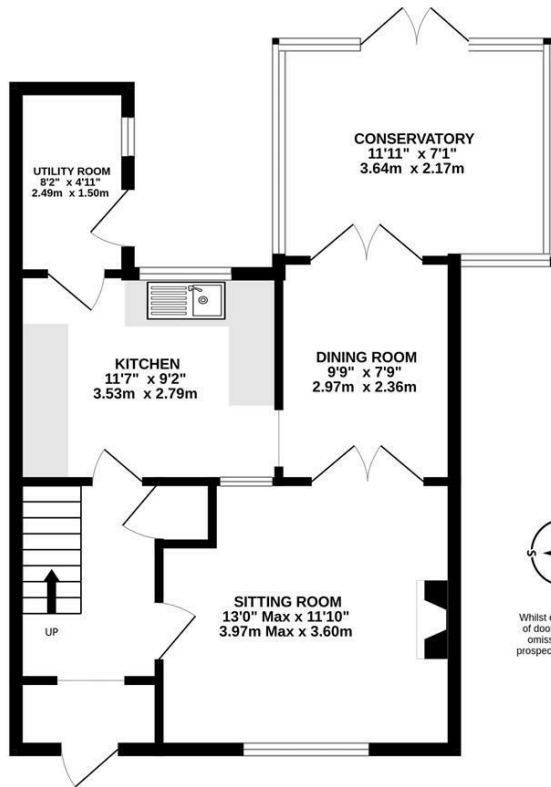 CONSERVATORY
11'11" x 7'1"
3.64m x 2.17m
UTILITY ROOM
8'2" x 4'11"
2.49m x 1.50m
KITCHEN
11'7" x 9'2"
3.53m x 2.79m
DINING ROOM
9'9" x 7'9"
2.97m x 2.36m
SITTING ROOM
13'0" Max x 11'10"
3.97m Max x 3.60m
UP
S
Whilst
of doo
omiss
prospec